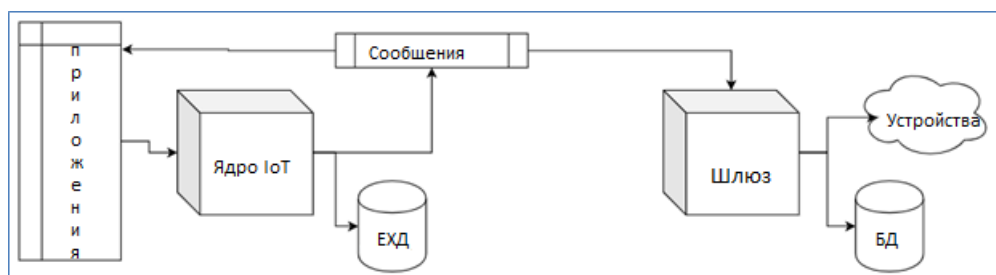 приложения
Сообщения
Ядро IoT
ЕХД
Шлюз
Устройства
БД